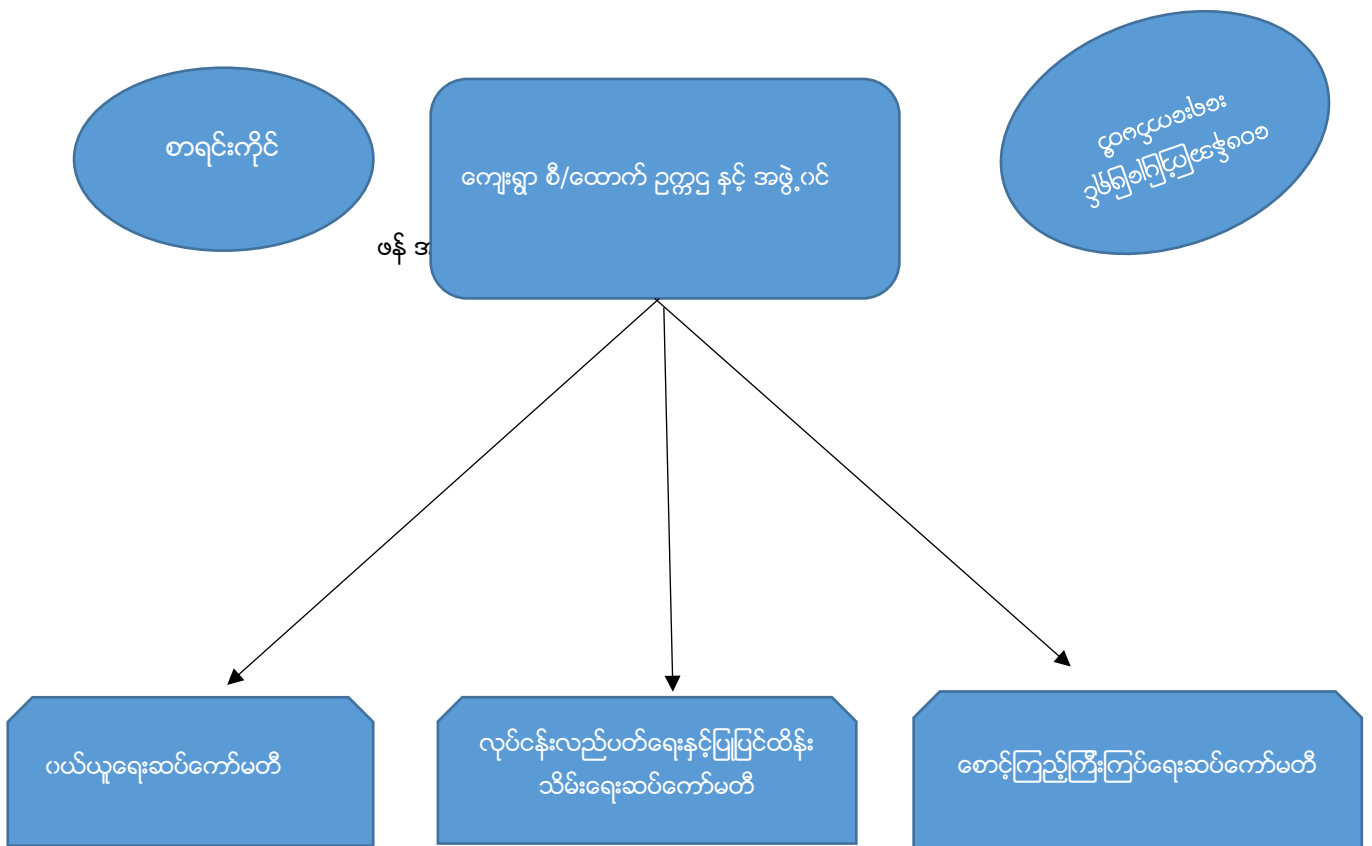 စာရင်းကိုင်
ကျေးရွာ စီ/ထောက် ဥက္ကဌ နှင့် အဖွဲ့ဝင်
ဖန်
ဝယ်ယူရေးဆပ်ကော်မတီ
လုပ်ငန်းလည်ပတ်ရေးနှင့်ပြုပြင်ထိန်း
သိမ်းရေးဆပ်ကော်မတီ
စောင့်ကြည့်ကြီးကြပ်ရေးဆပ်ကော်မတီ